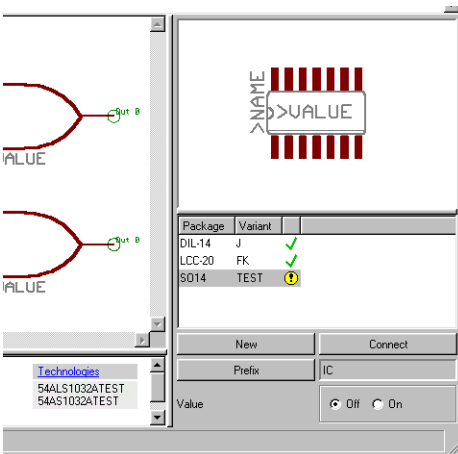 Out B
VALUE
Out B
VALUE
>NAME
>VALUE
Package Variant
DIL-14 J
LCC-20 FK
SO14 TEST
New Connect
Prefix IC
Value Off On
Technologies
54ALS1032ATEST
54AS1032ATEST